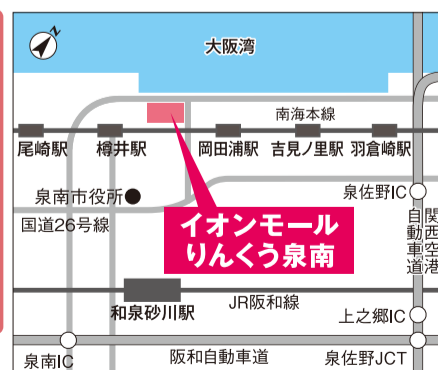 N
大阪湾
南海本線
尾崎駅
樽井駅
岡田浦駅
吉見ノ里駅
羽倉崎駅
泉南市役所
泉佐野IC
国道26号線
イオンモール
りんくう泉南
関西空港
自動車道
和泉砂川駅
JR阪和線
上之郷IC
泉南IC
阪和自動車道
泉佐野JCT